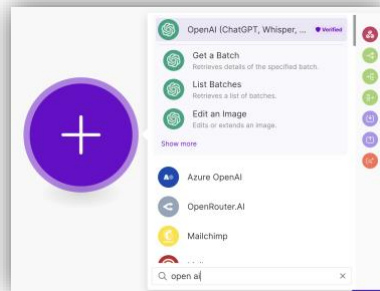 OpenAI (ChatGPT, Whisper, ...
Verified
Get a Batch
Retrieves details of the specified batch.
List Batches
Retrieves a list of batches.
Edit an Image
Edits or extends an image.
Show more
Azure OpenAI
OpenRouter.AI
Mailchimp
open ai